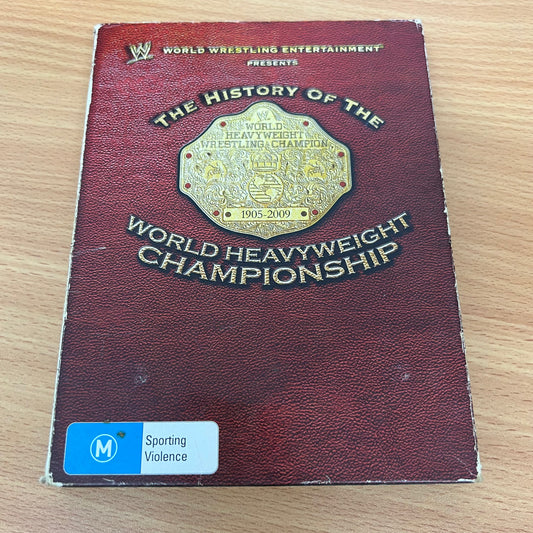 W
WORLD WRESTLING ENTERTAINMENT
PRESENTS
THE HISTORY OF THE
W
WORLD
HEAVYWEIGHT
WRESTLING CHAMPION
1905-2009
WORLD HEAVYWEIGHT
CHAMPIONSHIP
M
Sporting
Violence